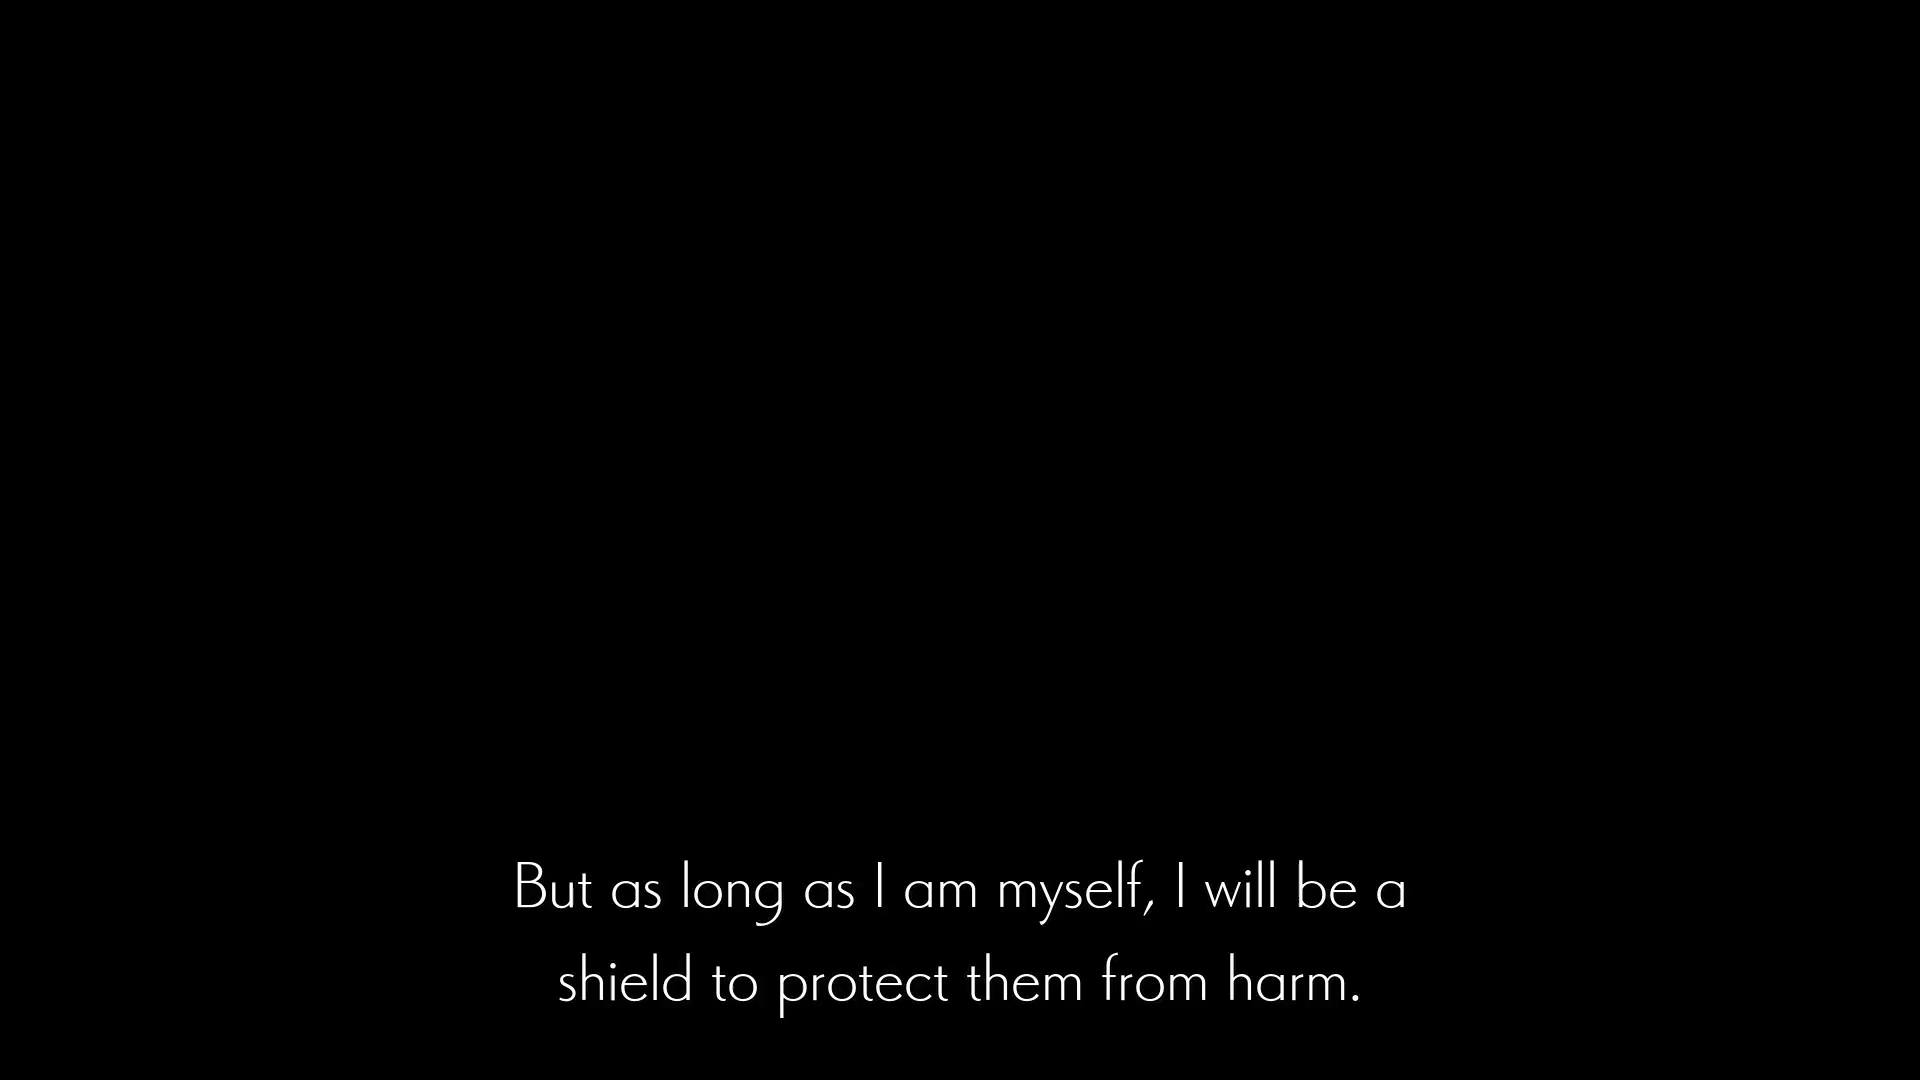 But as long as I am myself, I will be a
shield to protect them from harm.